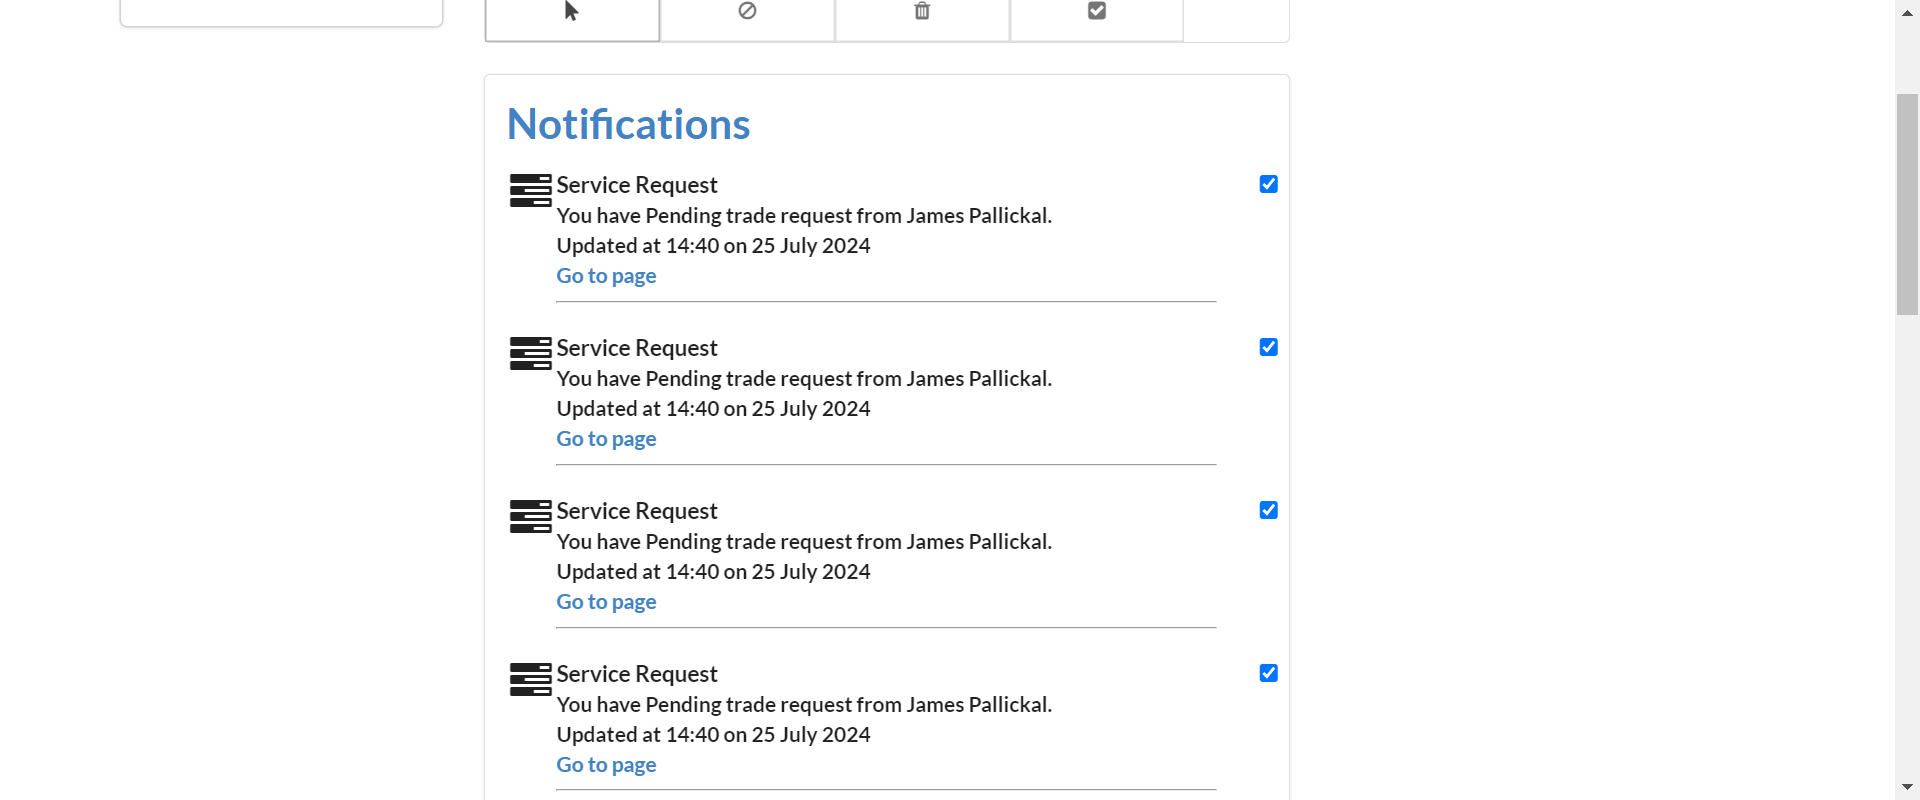 Notifications
Service Request
You have Pending trade request from James Pallickal.
Updated at 14:40 on 25 July 2024
Go to page
Service Request
You have Pending trade request from James Pallickal.
Updated at 14:40 on 25 July 2024
Go to page
Service Request
You have Pending trade request from James Pallickal.
Updated at 14:40 on 25 July 2024
Go to page
Service Request
You have Pending trade request from James Pallickal.
Updated at 14:40 on 25 July 2024
Go to page